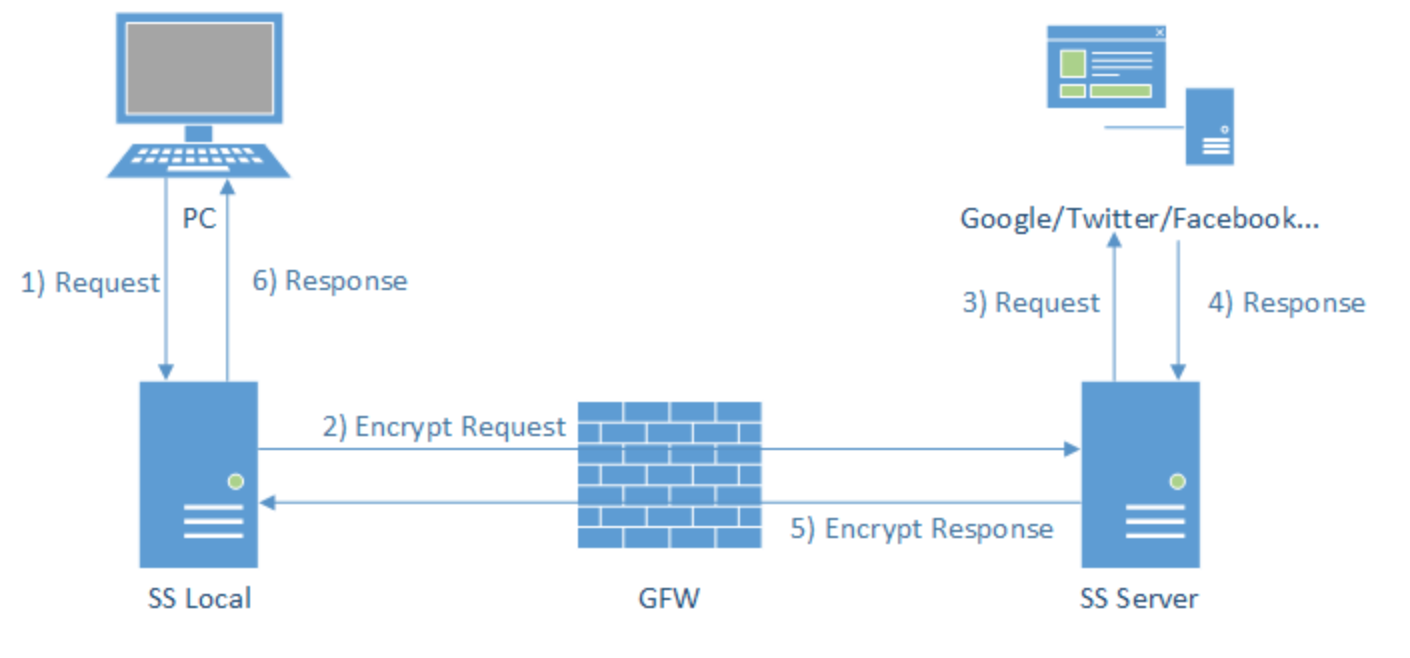 PC
Google/Twitter/Facebook...
1) Request
6) Response
3) Request
4) Response
2) Encrypt Request
5) Encrypt Response
SS Local
GFW
SS Server